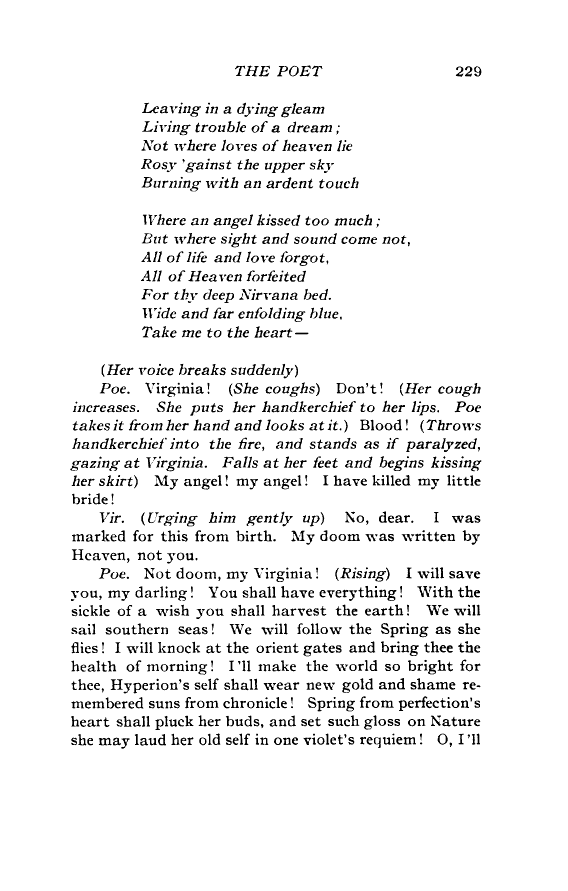 THE POET 229
Leaving in a dying gleam
Living trouble of a dream;
Not where loves of heaven lie
Rosy 'gainst the upper sky
Burning with an ardent touch
Where an angel kissed too much;
But where sight and sound come not,
All of life and love forgot,
All of Heaven forfeited
For thy deep Nirvana bed.
Wide and far enfolding blue,
Take me to the heart—
(Her voice breaks suddenly)
Poe. Virginia! (She coughs) Don't! (Her cough
increases. She puts her handkerchief to her lips. Poe
takes it from her hand and looks at it.) Blood! (Throws
handkerchief into the fire, and stands as if paralyzed,
gazing at Virginia. Falls at her feet and begins kissing
her skirt) My angel! my angel! I have killed my little
bride!
Vir. (Urging him gently up) No, dear. I was
marked for this from birth. My doom was written by
Heaven, not you.
Poe. Not doom, my Virginia! (Rising) I will save
you, my darling! You shall have everything! With the
sickle of a wish you shall harvest the earth! We will
sail southern seas! We will follow the Spring as she
flies! I will knock at the orient gates and bring thee the
health of morning! I'll make the world so bright for
thee, Hyperion's self shall wear new gold and shame re-
membered suns from chronicle! Spring from perfection's
heart shall pluck her buds, and set such gloss on Nature
she may laud her old self in one violet's requiem! O, I'll